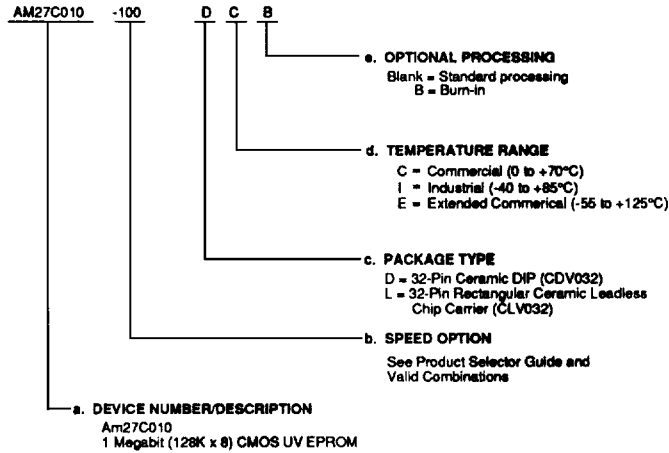 AM27C010 -100 D C B
e. OPTIONAL PROCESSING
Blank = Standard processing
B = Burn-in
d. TEMPERATURE RANGE
C = Commercial (0 to +70°C)
I = Industrial (-40 to +85°C)
E = Extended Commerical (-55 to +125°C)
c. PACKAGE TYPE
D = 32-Pin Ceramic DIP (CDV032)
L = 32-Pin Rectangular Ceramic Leadless
Chip Carrier (CLV032)
b. SPEED OPTION
See Product Selector Guide and
Valid Combinations
a. DEVICE NUMBER/DESCRIPTION
Am27C010
1 Megabit (128K x 8) CMOS UV EPROM